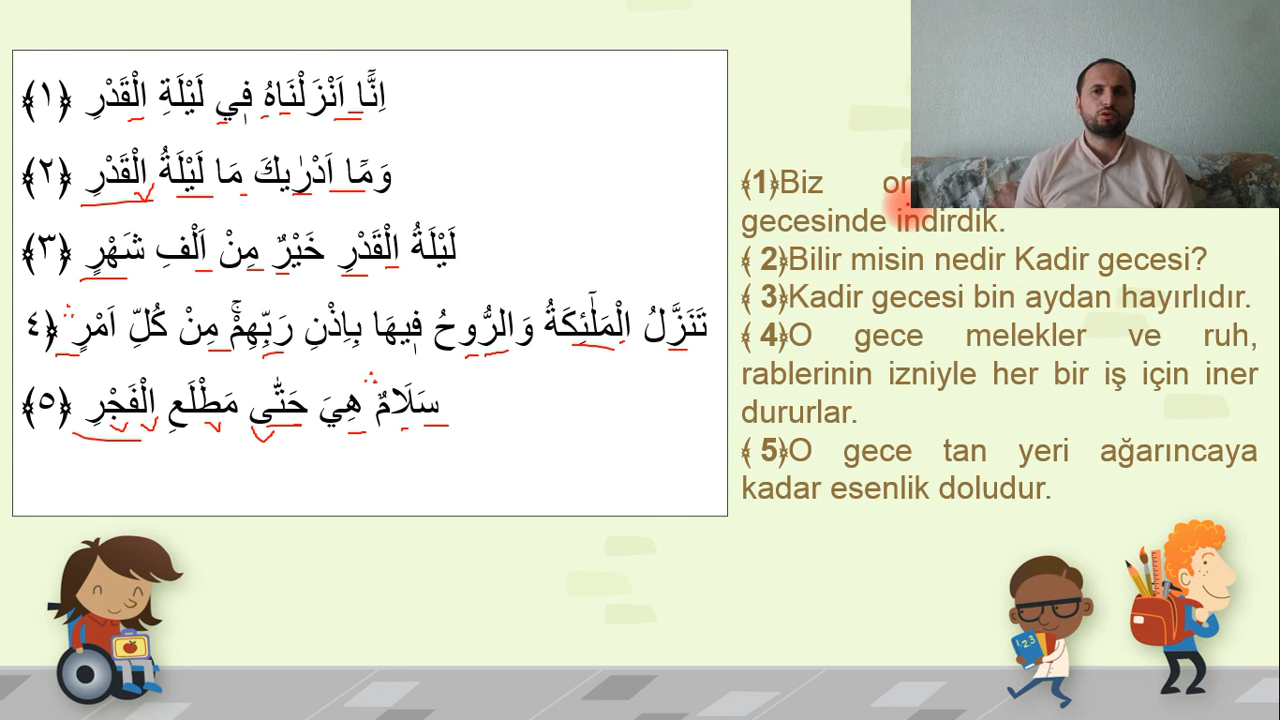 اِنَّٓا اَنْزَلْنَاهُ ف۪ي لَيْلَةِ الْقَدْرِ ﴿١﴾
وَمَٓا اَدْرٰيكَ مَا لَيْلَةُ الْقَدْرِ ﴿٢﴾
لَيْلَةُ الْقَدْرِ خَيْرٌ مِنْ اَلْفِ شَهْرٍ ﴿٣﴾
تَنَزَّلُ الْمَلٰٓئِكَةُ وَالرُّوحُ ف۪يهَا بِاِذْنِ رَبِّهِمْۚ مِنْ كُلِّ اَمْرٍۛ ﴿٤
سَلَامٌۛ هِيَ حَتّٰى مَطْلَعِ الْفَجْرِ ﴿٥﴾
﴾1﴿Biz
gecesinde indirdik.
﴾ 2﴿Bilir misin nedir Kadir gecesi?
﴾ 3﴿Kadir gecesi bin aydan hayırlıdır.
﴾ 4﴿O gece melekler ve ruh,
rablerinin izniyle her bir iş için iner
dururlar.
﴾ 5﴿O gece tan yeri ağarıncaya
kadar esenlik doludur.
123